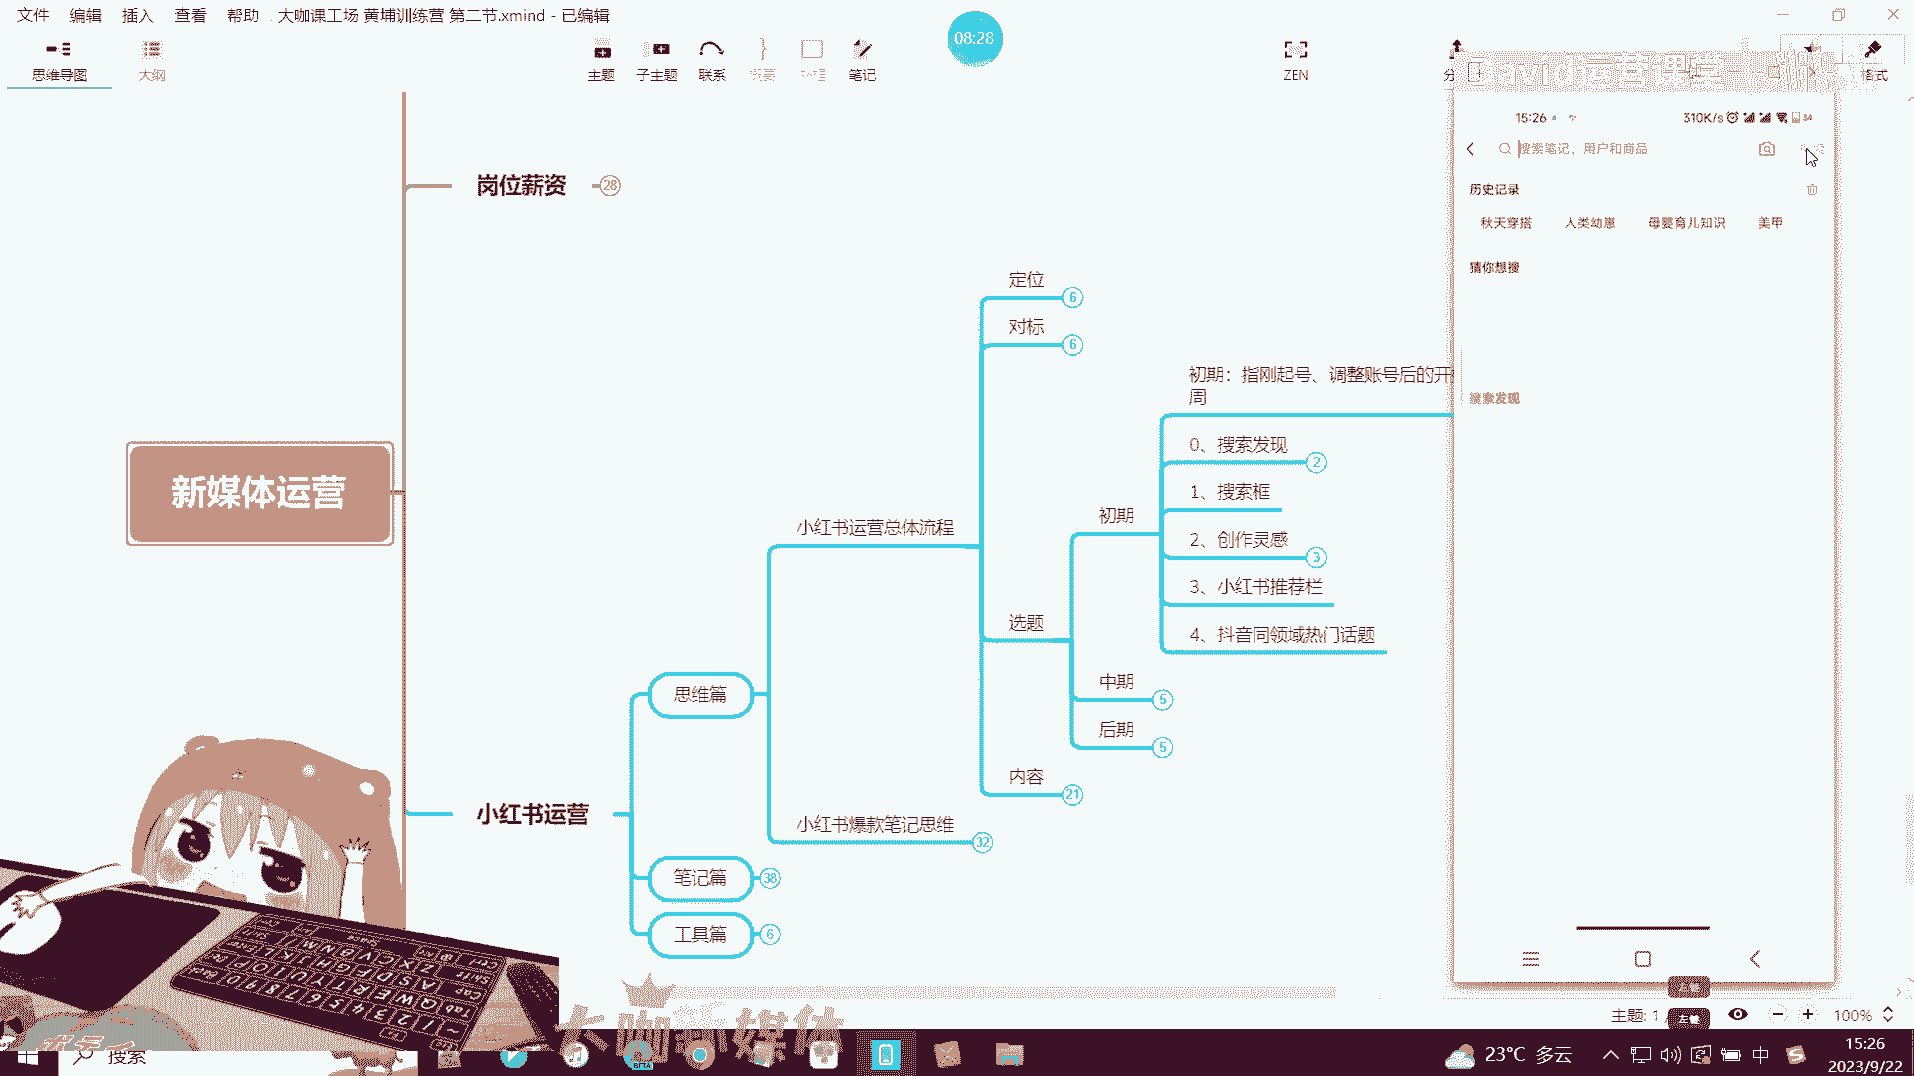 文件 编辑 插入 查看 帮助 大咖课工场 黄埔训练营 第二节.xmind - 已编辑
08:28
思维导图 大纲 主题 子主题 联系 概要 笔记 ZEN 格式
David运营课堂
15:26 310K/s
搜索笔记、用户和商品
历史记录
秋天穿搭 人类幼崽 母婴育儿知识 美甲
猜你想搜
搜索发现
岗位薪资 28
定位 6
对标 6
初期：指刚起号、调整账号后的开
周
0、搜索发现 2
1、搜索框
2、创作灵感 3
3、小红书推荐栏
4、抖音同领域热门话题
初期
新媒体运营
小红书运营总体流程
选题
中期 5
后期 5
思维篇
内容 21
小红书运营
小红书爆款笔记思维 32
笔记篇 38
工具篇 6
大咖新媒体
主题: 1 / 100%
搜索
BETA
23°C 多云
中
15:26
2023/9/22